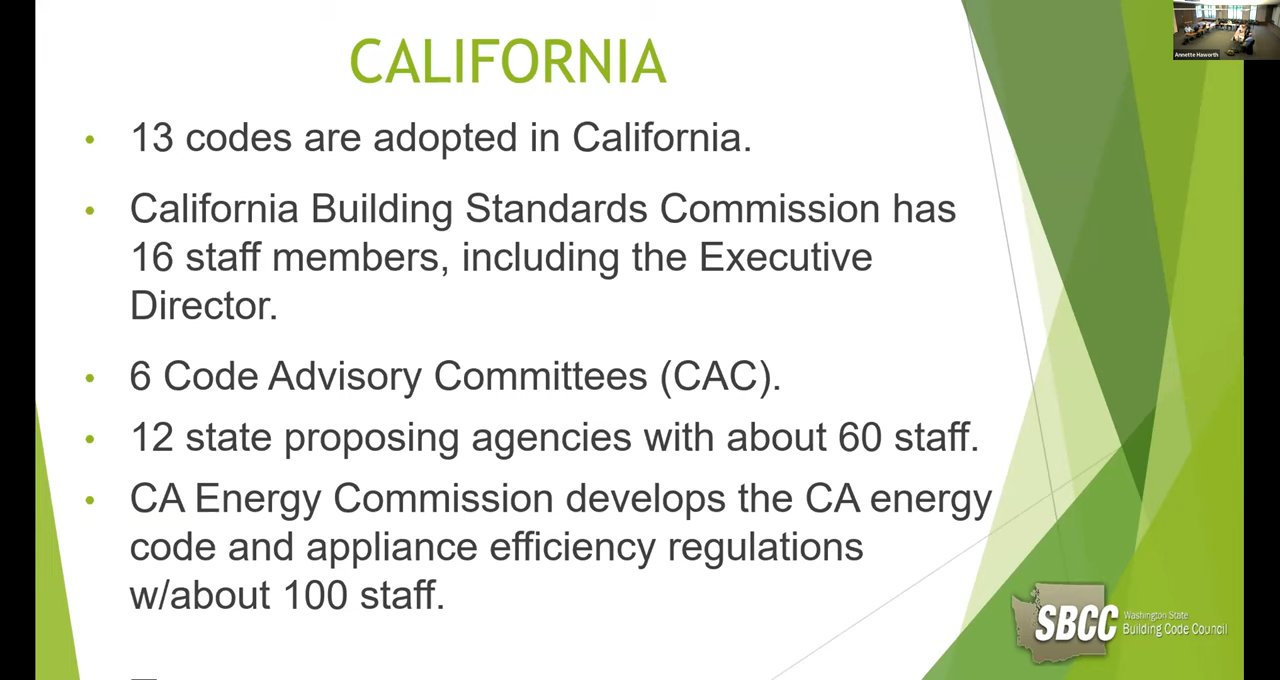 Annette Haworth
CALIFORNIA
• 13 codes are adopted in California.
• California Building Standards Commission has
16 staff members, including the Executive
Director.
• 6 Code Advisory Committees (CAC).
• 12 state proposing agencies with about 60 staff.
• CA Energy Commission develops the CA energy
code and appliance efficiency regulations
w/about 100 staff.
SBCC
Washington State
Building Code Council